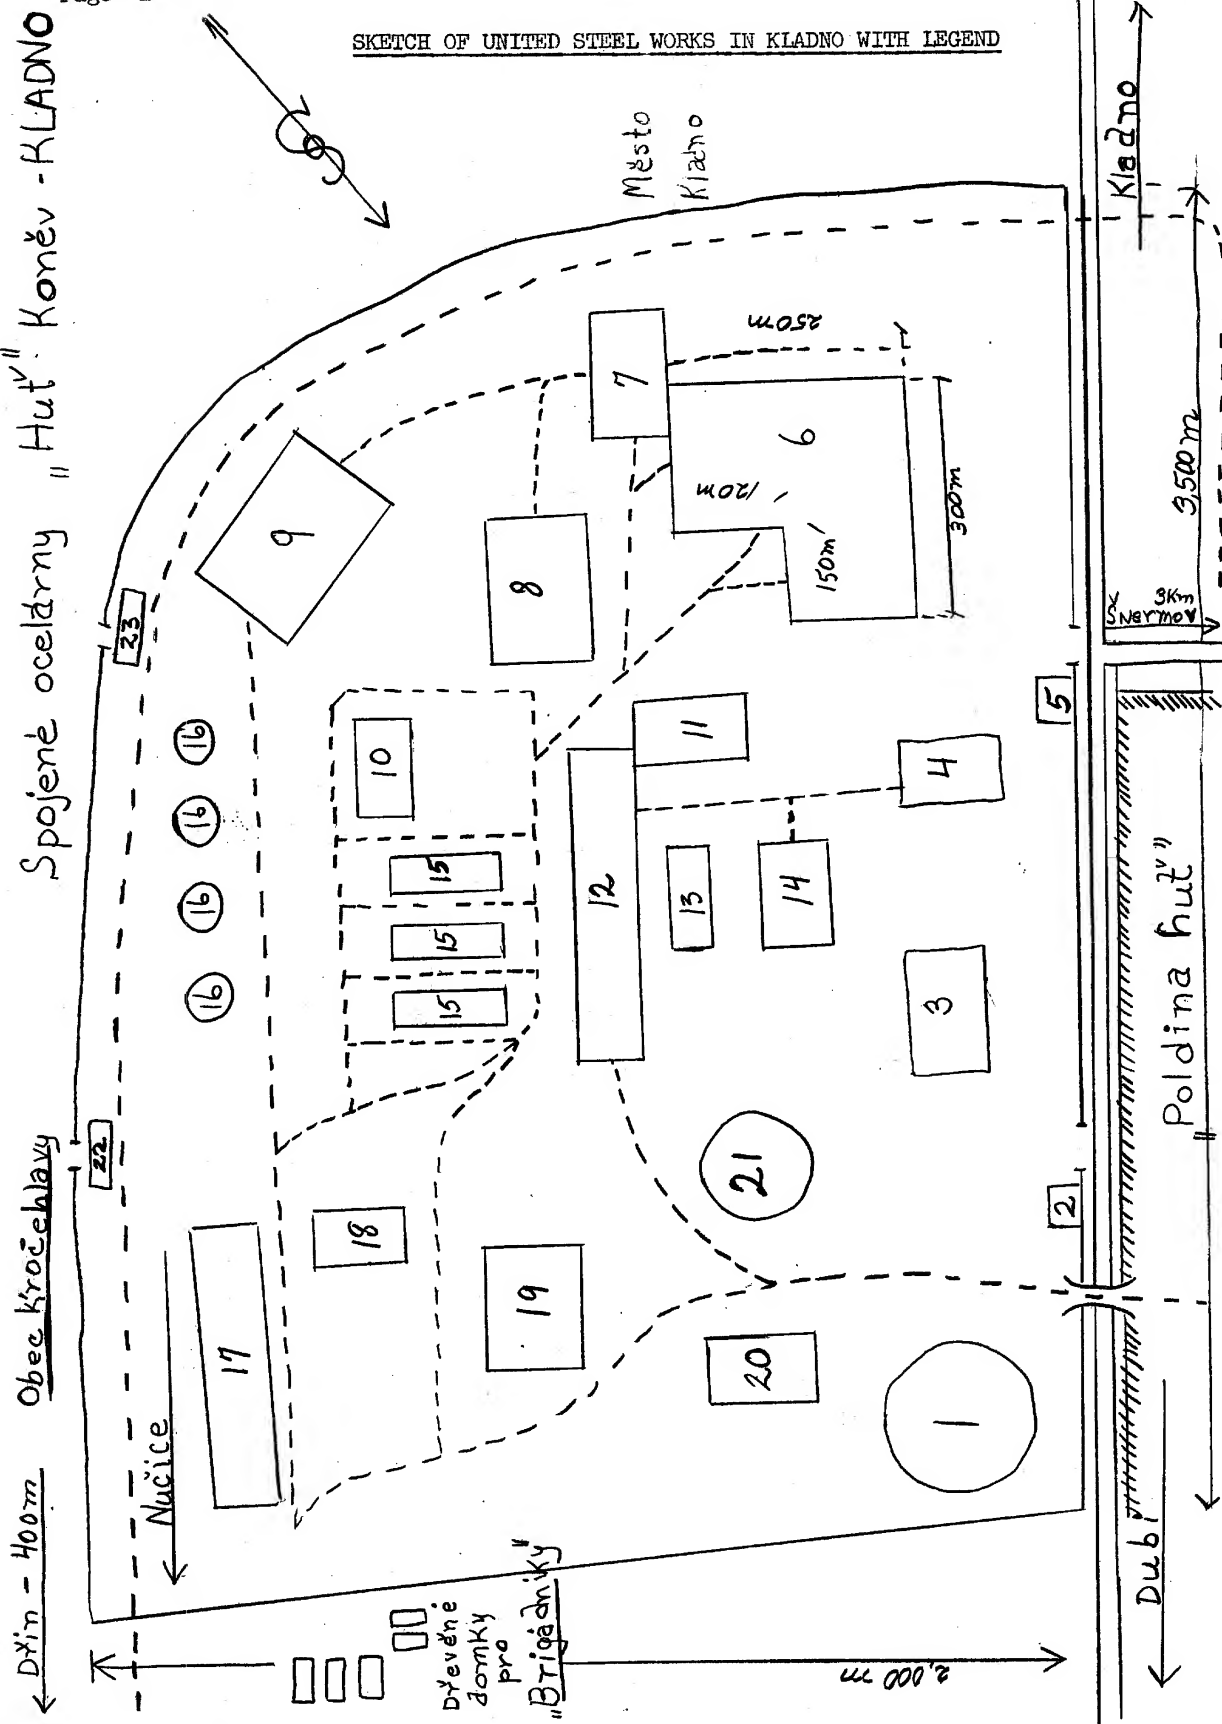 SKETCH OF UNITED STEEL WORKS IN KLADNO WITH LEGEND
Spojené ocelárny „Huť" Koněv - KLADNO
Město
Kladno
Kladno
Obec Kročehlavy
Dřín - 400m
Nučice
23
22
9
7
250m
6
120m
150m
300m
8
16
16
16
16
10
15
15
15
11
12
13
14
4
3
5
2
21
17
18
19
20
1
3,500m
3Km
Poldina huť"
Dubí
Dřevěné
domky
pro
„Brigádníky"
2,000 m